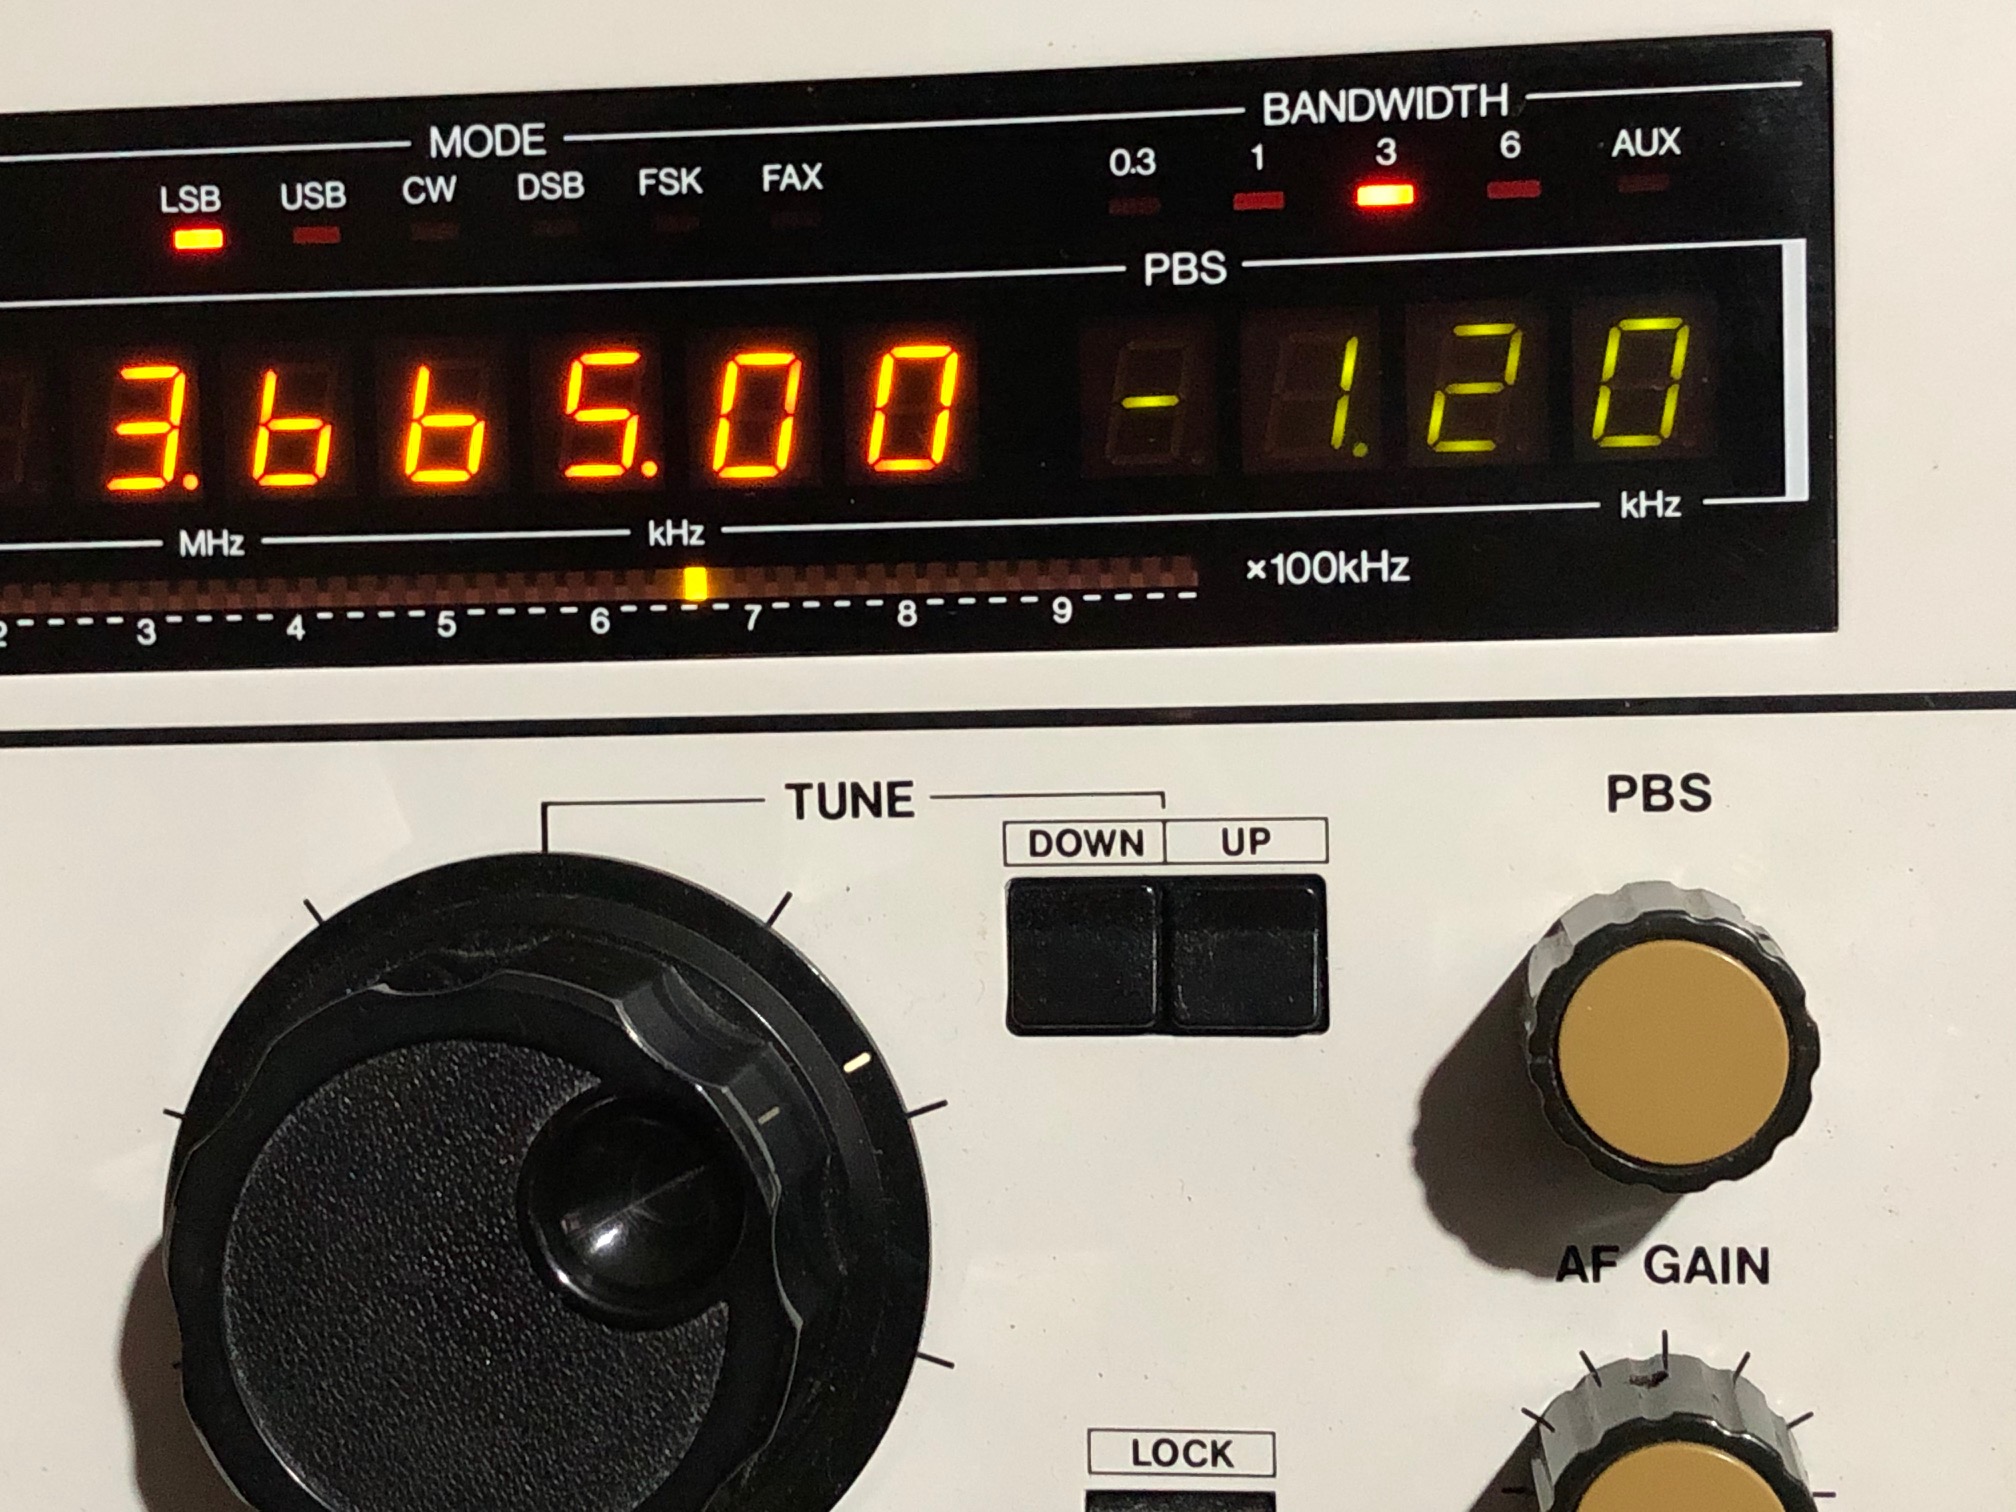 MODE
BANDWIDTH
LSB USB CW DSB FSK FAX
0.3 1 3 6 AUX
PBS
3.665.00 -1.20
MHz kHz kHz
3 4 5 6 7 8 9 ×100kHz
TUNE
DOWN UP
PBS
AF GAIN
LOCK